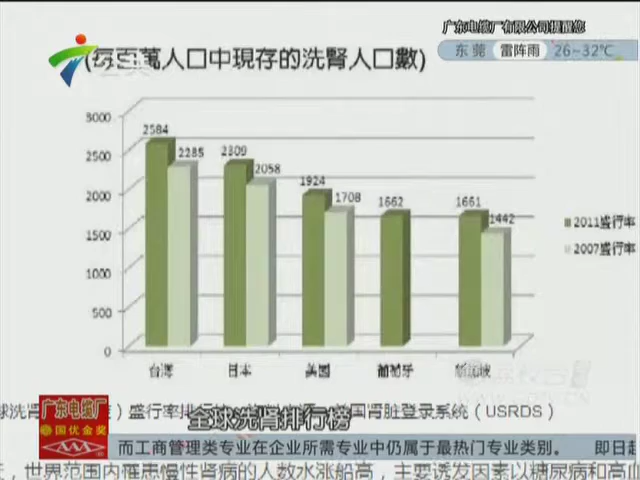 广东电缆厂有限公司提醒您
东莞 雷阵雨 26~32℃
(每百萬人口中現存的洗腎人口數)
3000
2500
2000
1500
1000
500
0
2584
2285
2309
2058
1924
1708
1662
1661
1442
2011盛行率
2007盛行率
台湾
日本
美国
葡萄牙
新加坡
广东电缆厂
国优金奖
球洗肾
)盛行率排
国肾脏登录系统(USRDS)
全球洗肾排行榜
而工商管理类专业在企业所需专业中仍属于最热门专业类别。 即日起
,世界范围内罹患慢性肾病的人数水涨船高,主要诱发因素以糖尿病和高血